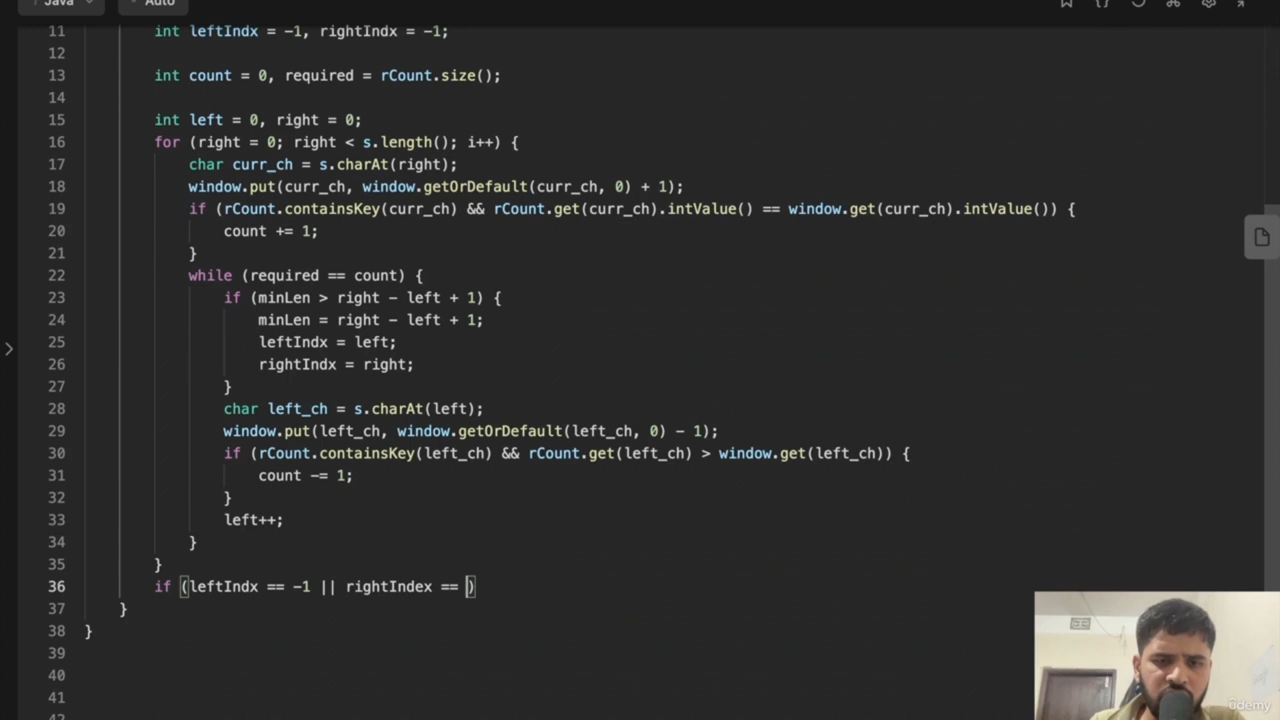 Java Auto
11 int leftIndx = -1, rightIndx = -1;
12
13 int count = 0, required = rCount.size();
14
15 int left = 0, right = 0;
16 for (right = 0; right < s.length(); i++) {
17 char curr_ch = s.charAt(right);
18 window.put(curr_ch, window.getOrDefault(curr_ch, 0) + 1);
19 if (rCount.containsKey(curr_ch) && rCount.get(curr_ch).intValue() == window.get(curr_ch).intValue()) {
20 count += 1;
21 }
22 while (required == count) {
23 if (minLen > right - left + 1) {
24 minLen = right - left + 1;
25 leftIndx = left;
26 rightIndx = right;
27 }
28 char left_ch = s.charAt(left);
29 window.put(left_ch, window.getOrDefault(left_ch, 0) - 1);
30 if (rCount.containsKey(left_ch) && rCount.get(left_ch) > window.get(left_ch)) {
31 count -= 1;
32 }
33 left++;
34 }
35 }
36 if (leftIndx == -1 || rightIndex == )
37 }
38 }
39
40
41
42
ûdemy